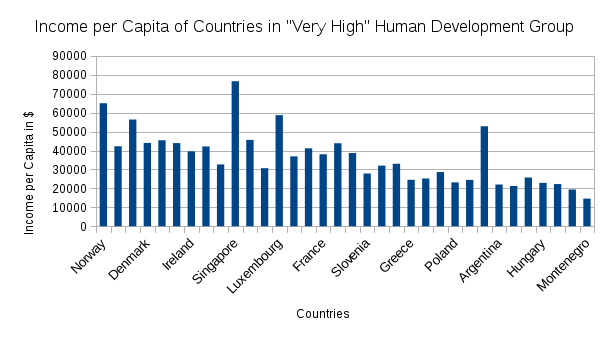 Income per Capita of Countries in "Very High" Human Development Group
90000
80000
70000
60000
50000
40000
30000
20000
10000
0
Income per Capita in $
Norway
Denmark
Ireland
Singapore
Luxembourg
France
Slovenia
Greece
Poland
Argentina
Hungary
Montenegro
Countries